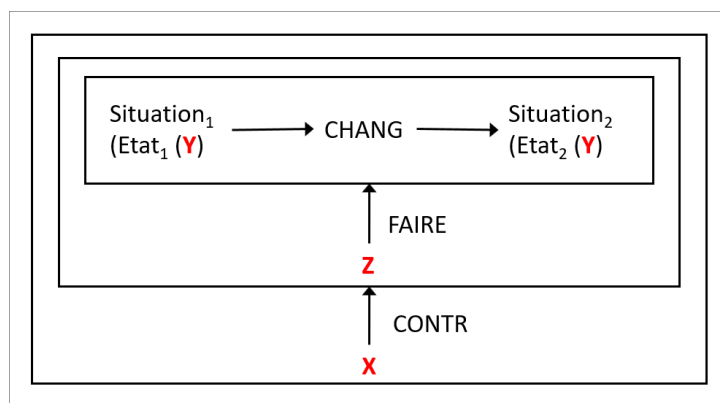 Situation₁
(Etat₁ (Y)
CHANG
Situation₂
(Etat₂ (Y)
FAIRE
Z
CONTR
X